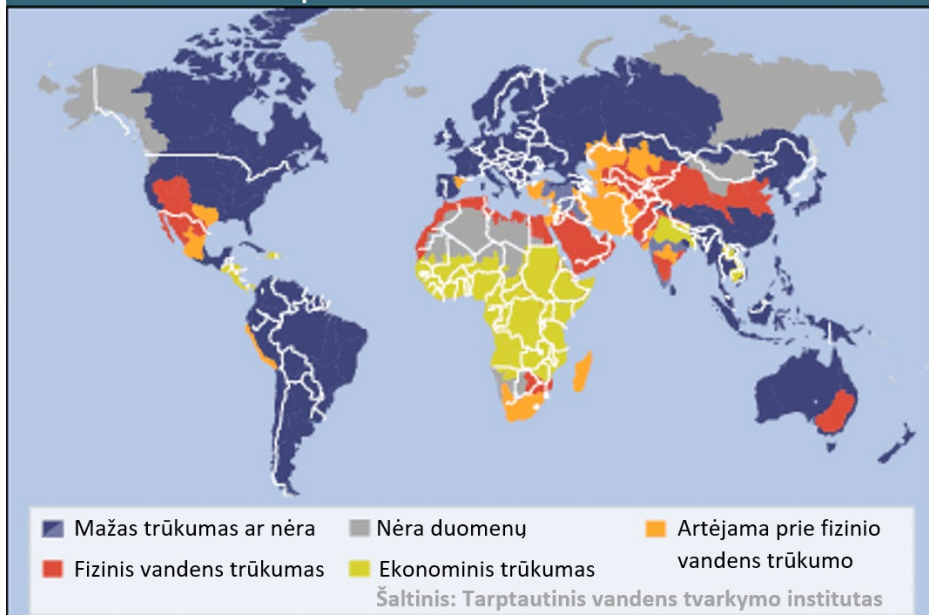 Mažas trūkumas ar nėra
Nėra duomenų
Artėjama prie fizinio
vandens trūkumo
Fizinis vandens trūkumas
Ekonominis trūkumas
Šaltinis: Tarptautinis vandens tvarkymo institutas